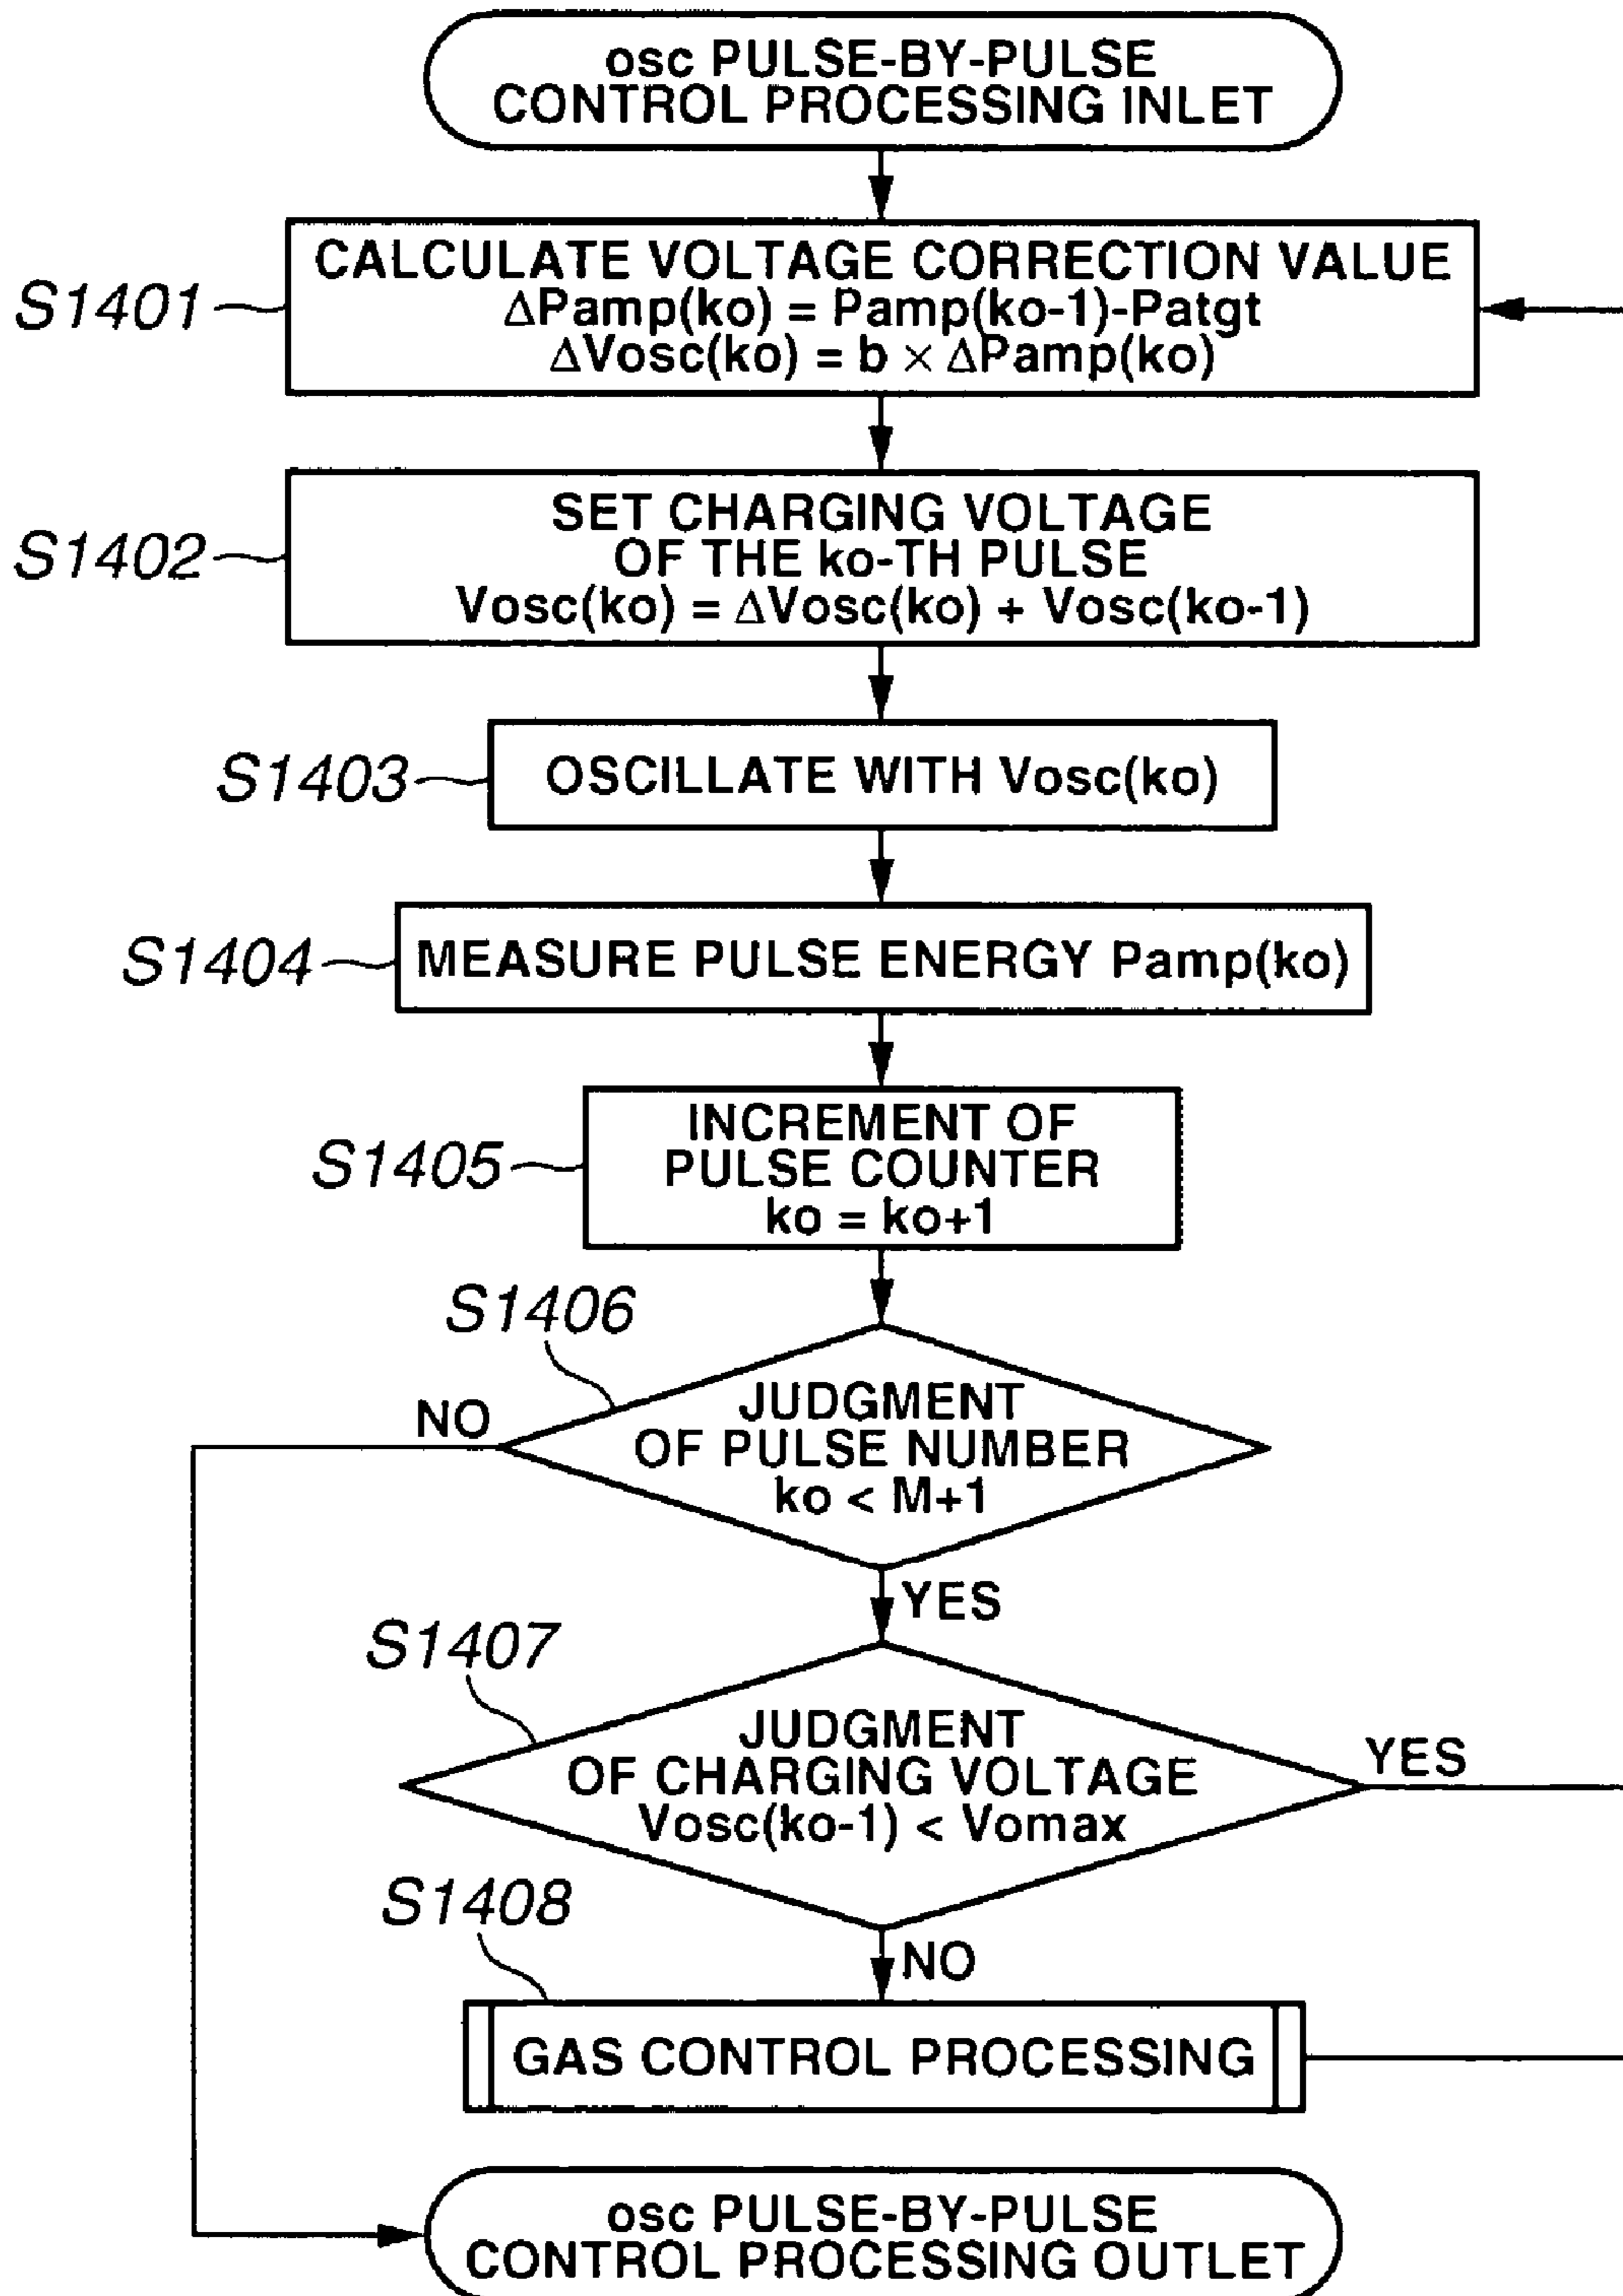 osc PULSE-BY-PULSE
CONTROL PROCESSING INLET
S1401
CALCULATE VOLTAGE CORRECTION VALUE
ΔPamp(ko) = Pamp(ko-1)-Patgt
ΔVosc(ko) = b × ΔPamp(ko)
S1402
SET CHARGING VOLTAGE
OF THE ko-TH PULSE
Vosc(ko) = ΔVosc(ko) + Vosc(ko-1)
S1403
OSCILLATE WITH Vosc(ko)
S1404
MEASURE PULSE ENERGY Pamp(ko)
S1405
INCREMENT OF
PULSE COUNTER
ko = ko+1
S1406
NO
JUDGMENT
OF PULSE NUMBER
ko < M+1
YES
S1407
JUDGMENT
OF CHARGING VOLTAGE
Vosc(ko-1) < Vomax
YES
S1408
NO
GAS CONTROL PROCESSING
osc PULSE-BY-PULSE
CONTROL PROCESSING OUTLET